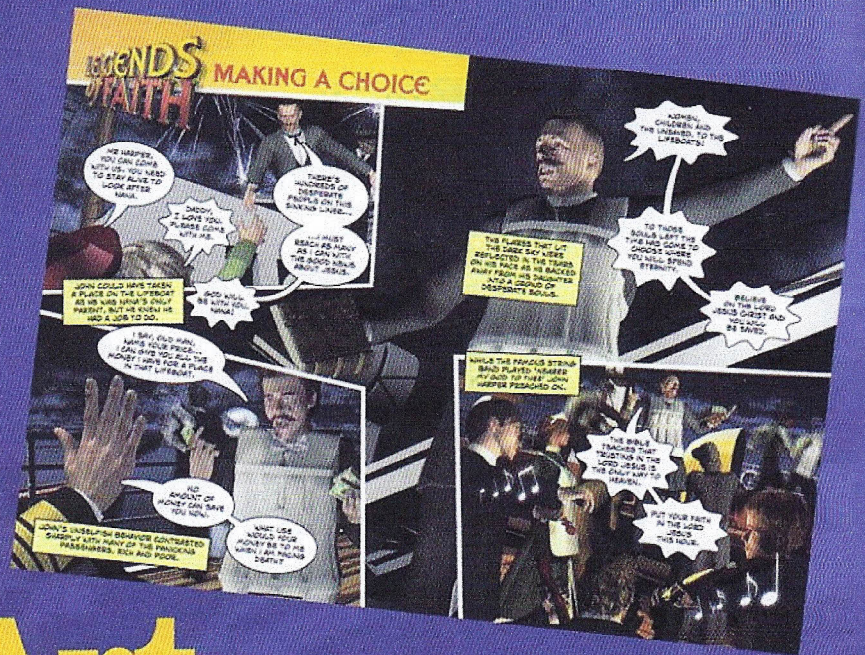 LEGENDS
of FAITH
MAKING A CHOICE
MR HARPER,
YOU CAN COME
WITH US. YOU NEED
TO STAY ALIVE TO
LOOK AFTER
NANA.
DADDY,
I LOVE YOU.
PLEASE COME
WITH ME.
THERE'S
HUNDREDS OF
DESPERATE
PEOPLE ON THIS
SINKING LINER...
...I MUST
REACH AS MANY
AS I CAN WITH
THE GOOD NEWS
ABOUT JESUS.
GOD WILL
BE WITH YOU,
NANA!
JOHN COULD HAVE TAKEN
A PLACE ON THE LIFEBOAT
AS HE WAS NANA'S ONLY
PARENT, BUT HE KNEW HE
HAD A JOB TO DO.
WOMEN,
CHILDREN AND
THE UNSAVED, TO THE
LIFEBOATS!
TO THOSE
SOULS LEFT THE
TIME HAS COME TO
CHOOSE WHERE
YOU WILL SPEND
ETERNITY.
BELIEVE
ON THE LORD
JESUS CHRIST AND
YOU WILL
BE SAVED.
THE FLARES THAT LIT
THE DARK SKY WERE
REFLECTED IN THE TEARS
ON HIS FACE AS HE BACKED
AWAY FROM HIS DAUGHTER
INTO A CROWD OF
DESPERATE SOULS.
I SAY, OLD MAN,
NAME YOUR PRICE...
I CAN GIVE YOU ALL THE
MONEY I HAVE FOR A PLACE
IN THAT LIFEBOAT.
NO
AMOUNT OF
MONEY CAN SAVE
YOU NOW.
WHAT USE
WOULD YOUR
MONEY BE TO ME
WHEN I AM FACING
DEATH?
JOHN'S UNSELFISH BEHAVIOR CONTRASTED
SHARPLY WITH MANY OF THE PANICKING
PASSENGERS, RICH AND POOR.
WHILE THE FAMOUS STRING
BAND PLAYED 'NEARER
MY GOD TO THEE' JOHN
HARPER PREACHED ON.
THE BIBLE
TEACHES THAT
TRUSTING IN THE
LORD JESUS IS
THE ONLY WAY TO
HEAVEN.
PUT YOUR FAITH
IN THE LORD
JESUS
THIS HOUR.